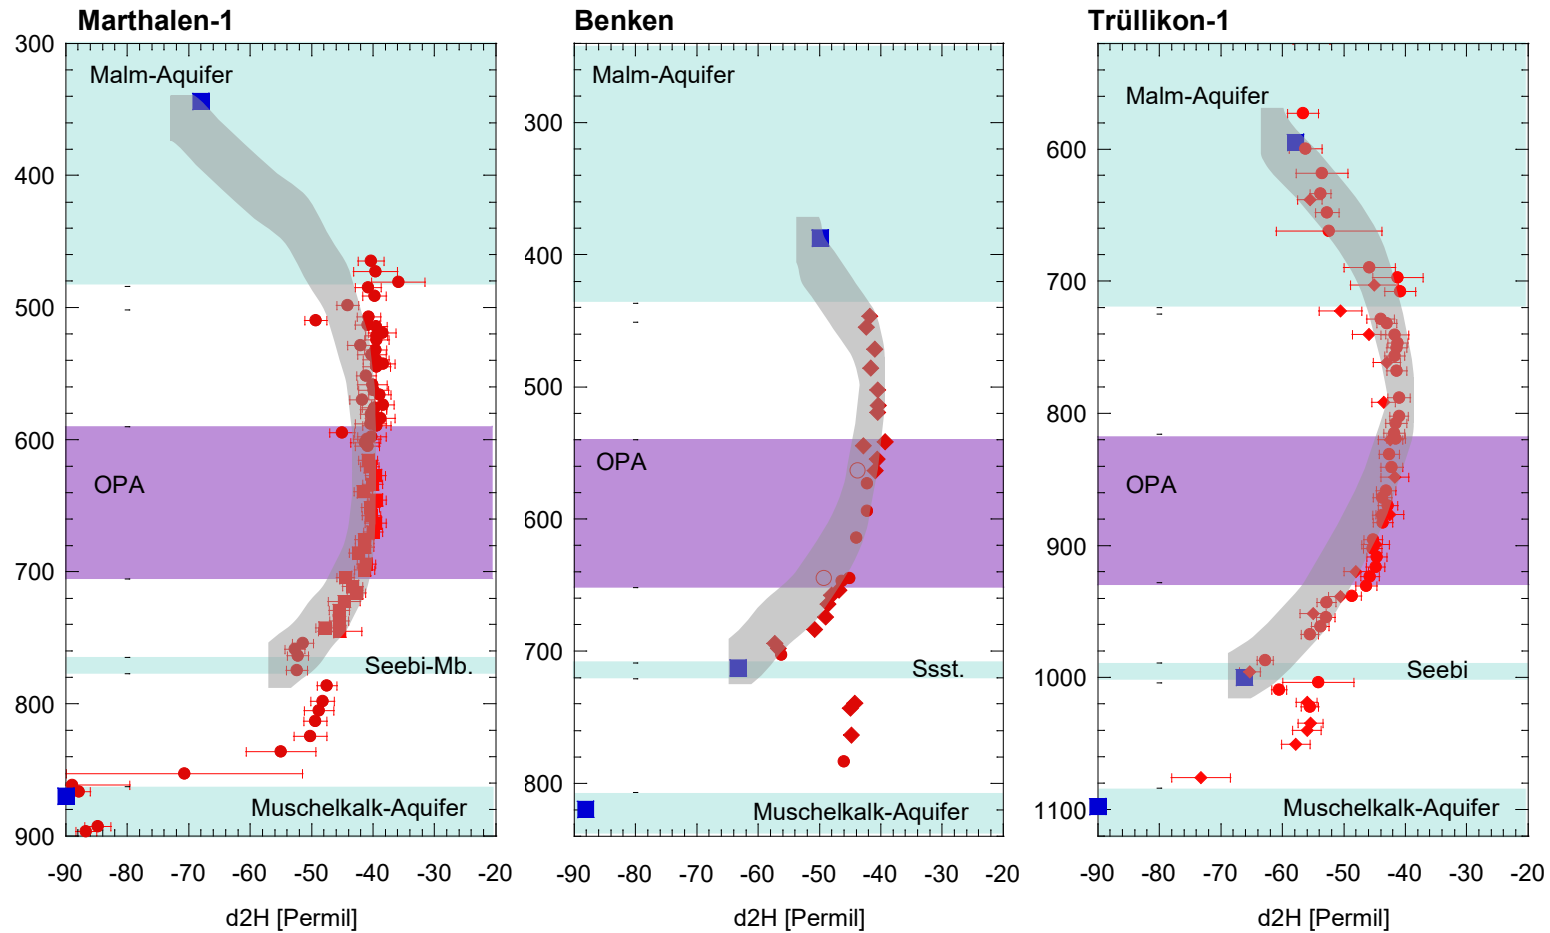 Marthalen-1
300
400
500
600
700
800
900
Malm-Aquifer
OPA
Seebi-Mb.
Muschelkalk-Aquifer
-90 -80 -70 -60 -50 -40 -30 -20
d2H [Permil]
Benken
300
400
500
600
700
800
Malm-Aquifer
OPA
Ssst.
Muschelkalk-Aquifer
-90 -80 -70 -60 -50 -40 -30 -20
Trüllikon-1
600
700
800
900
1000
1100
Malm-Aquifer
OPA
Seebi
Muschelkalk-Aquifer
-90 -80 -70 -60 -50 -40 -30 -20
d2H [Permil]